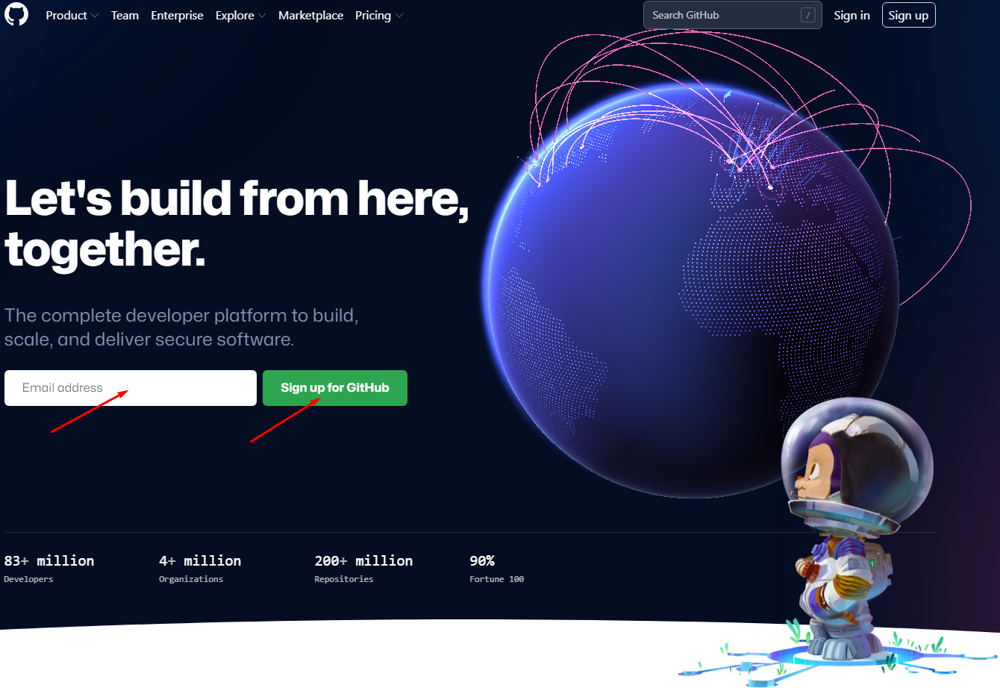 Product Team Enterprise Explore Marketplace Pricing Search GitHub / Sign in Sign up
Let's build from here,
together.
The complete developer platform to build,
scale, and deliver secure software.
Email address Sign up for GitHub
83+ million 4+ million 200+ million 90%
Developers Organizations Repositories Fortune 100